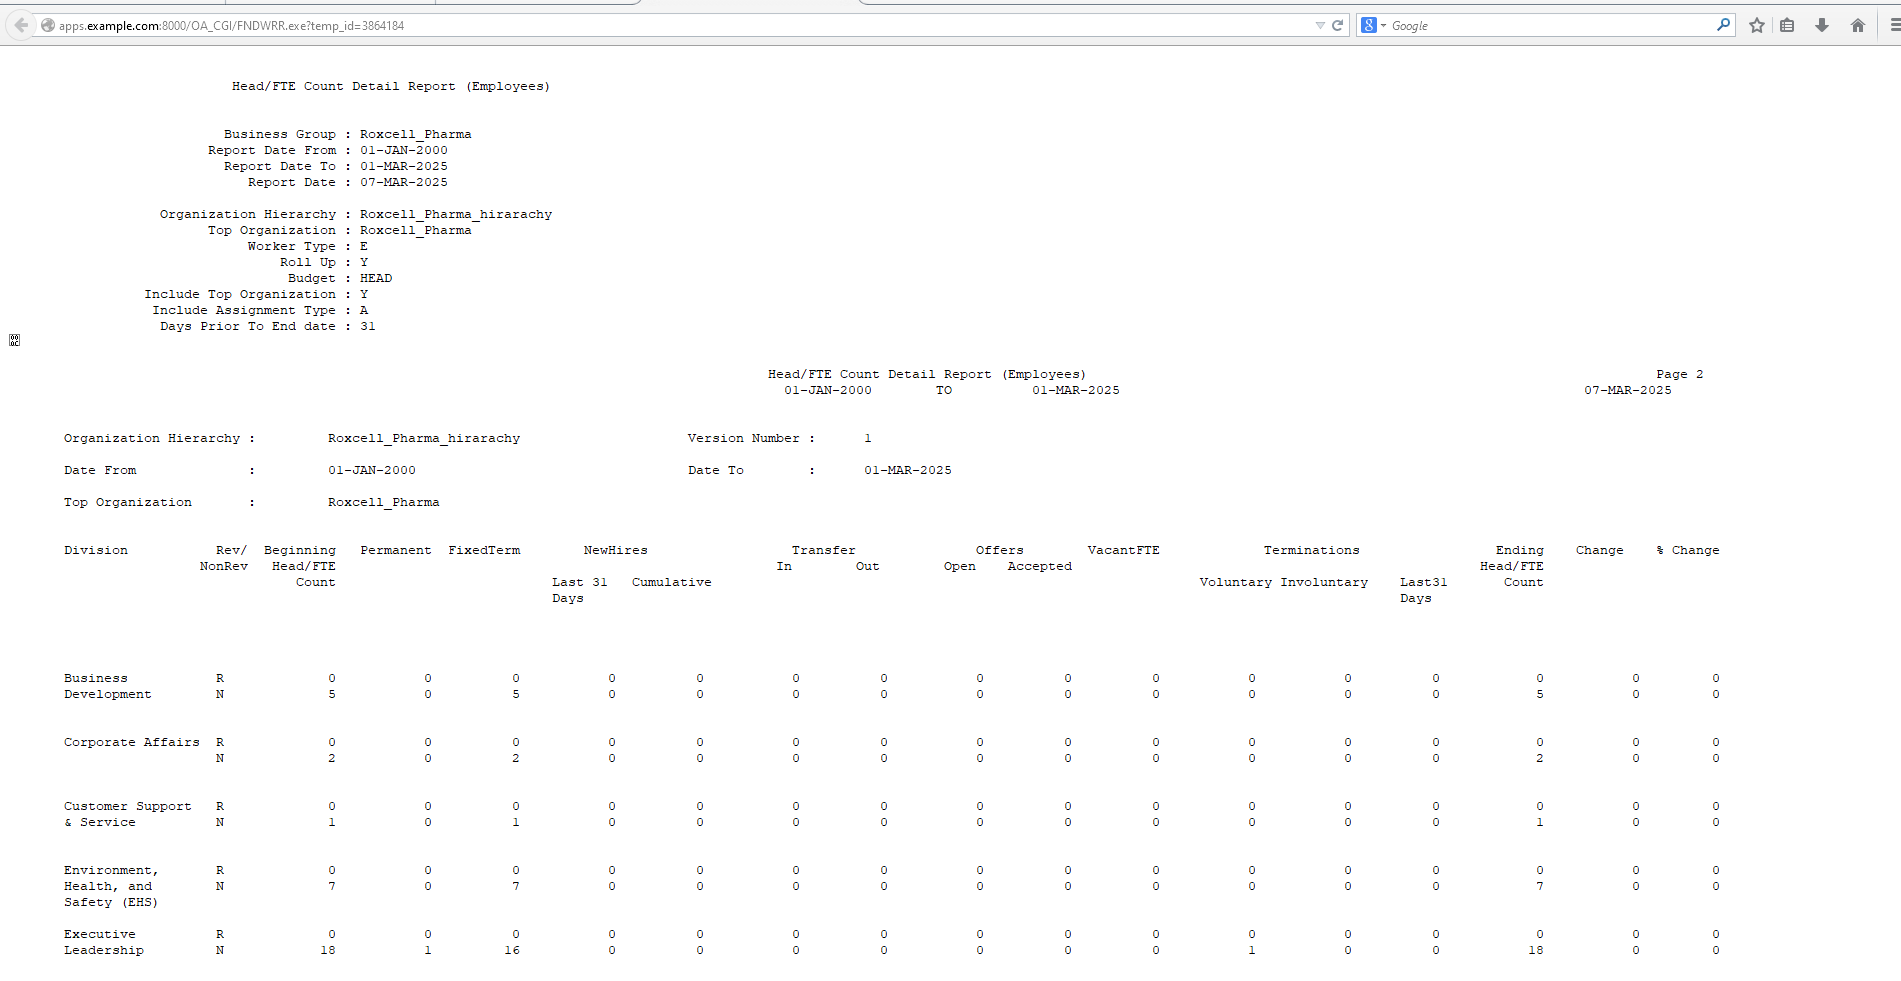 apps.example.com:8000/OA_CGI/FNDWRR.exe?temp_id=3864184
Google
Head/FTE Count Detail Report (Employees)
Business Group : Roxcell_Pharma
Report Date From : 01-JAN-2000
Report Date To : 01-MAR-2025
Report Date : 07-MAR-2025
Organization Hierarchy : Roxcell_Pharma_hirarachy
Top Organization : Roxcell_Pharma
Worker Type : E
Roll Up : Y
Budget : HEAD
Include Top Organization : Y
Include Assignment Type : A
Days Prior To End date : 31
Head/FTE Count Detail Report (Employees) Page 2
01-JAN-2000 TO 01-MAR-2025 07-MAR-2025
Organization Hierarchy : Roxcell_Pharma_hirarachy Version Number : 1
Date From : 01-JAN-2000 Date To : 01-MAR-2025
Top Organization : Roxcell_Pharma
Division Rev/ Beginning Permanent FixedTerm NewHires Transfer Offers VacantFTE Terminations Ending Change % Change
NonRev Head/FTE In Out Open Accepted Head/FTE
Count Last 31 Cumulative Voluntary Involuntary Last31 Count
Days Days
Business R 0 0 0 0 0 0 0 0 0 0 0 0 0 0 0 0
Development N 5 0 5 0 0 0 0 0 0 0 0 0 0 5 0 0
Corporate Affairs R 0 0 0 0 0 0 0 0 0 0 0 0 0 0 0 0
N 2 0 2 0 0 0 0 0 0 0 0 0 0 2 0 0
Customer Support R 0 0 0 0 0 0 0 0 0 0 0 0 0 0 0 0
& Service N 1 0 1 0 0 0 0 0 0 0 0 0 0 1 0 0
Environment, R 0 0 0 0 0 0 0 0 0 0 0 0 0 0 0 0
Health, and N 7 0 7 0 0 0 0 0 0 0 0 0 0 7 0 0
Safety (EHS)
Executive R 0 0 0 0 0 0 0 0 0 0 0 0 0 0 0 0
Leadership N 18 1 16 0 0 0 0 0 0 0 1 0 0 18 0 0